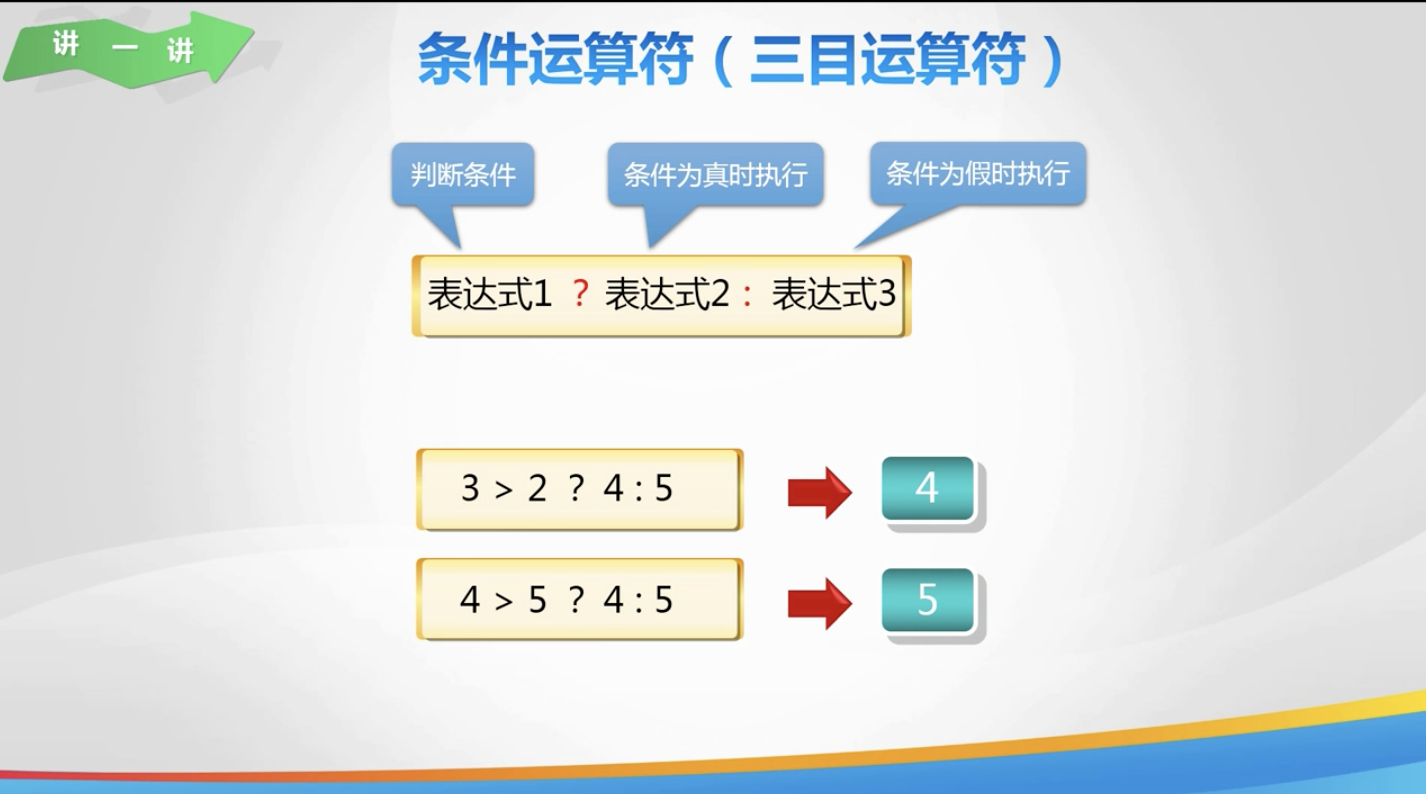 讲一讲
条件运算符（三目运算符）
判断条件
条件为真时执行
条件为假时执行
表达式1 ? 表达式2 : 表达式3
3 > 2 ? 4 : 5
4
4 > 5 ? 4 : 5
5